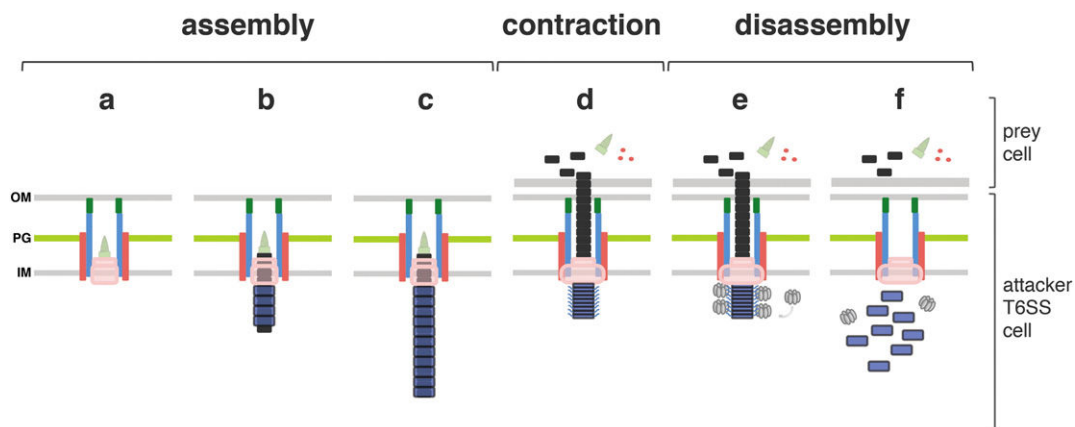 assembly contraction disassembly
a b c d e f
prey
cell
OM
PG
IM
attacker
T6SS
cell